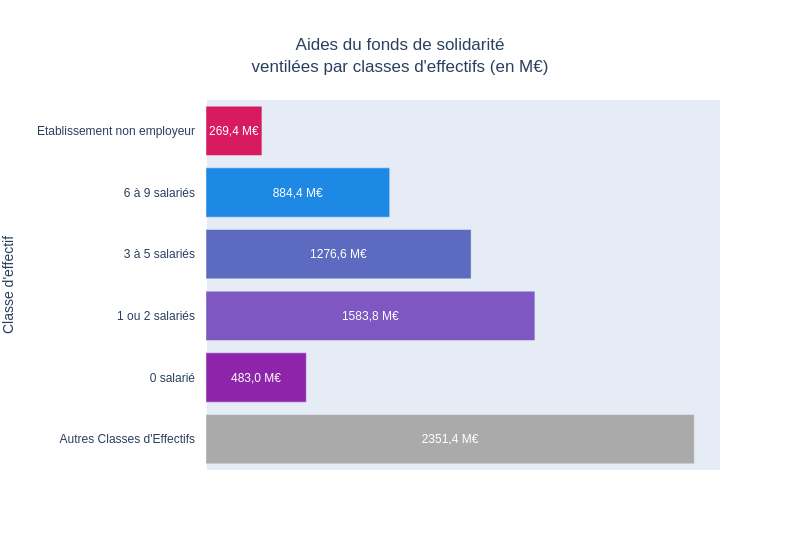 Aides du fonds de solidarité
ventilées par classes d'effectifs (en M€)
Classe d'effectif
Etablissement non employeur
269,4 M€
6 à 9 salariés
884,4 M€
3 à 5 salariés
1276,6 M€
1 ou 2 salariés
1583,8 M€
0 salarié
483,0 M€
Autres Classes d'Effectifs
2351,4 M€